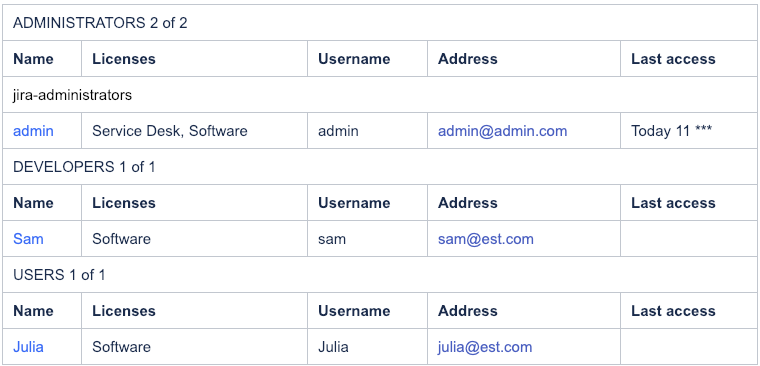 ADMINISTRATORS 2 of 2
Name Licenses Username Address Last access
jira-administrators
admin Service Desk, Software admin admin@admin.com Today 11 ***
DEVELOPERS 1 of 1
Name Licenses Username Address Last access
Sam Software sam sam@est.com
USERS 1 of 1
Name Licenses Username Address Last access
Julia Software Julia julia@est.com